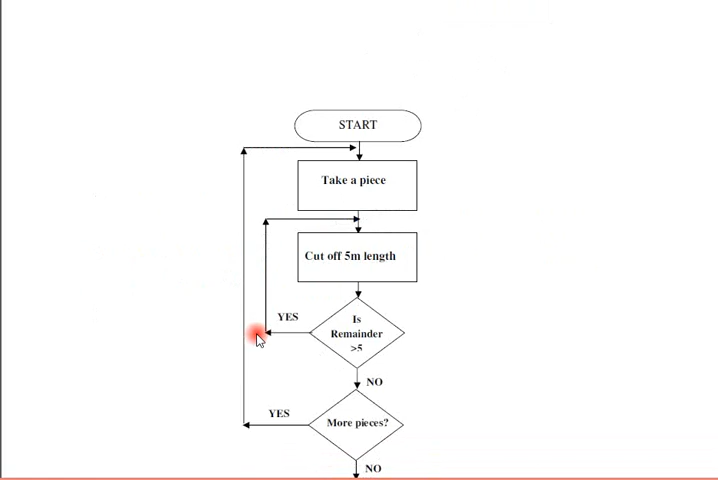 START
Take a piece
Cut off 5m length
YES
Is
Remainder
>5
NO
YES
More pieces?
NO